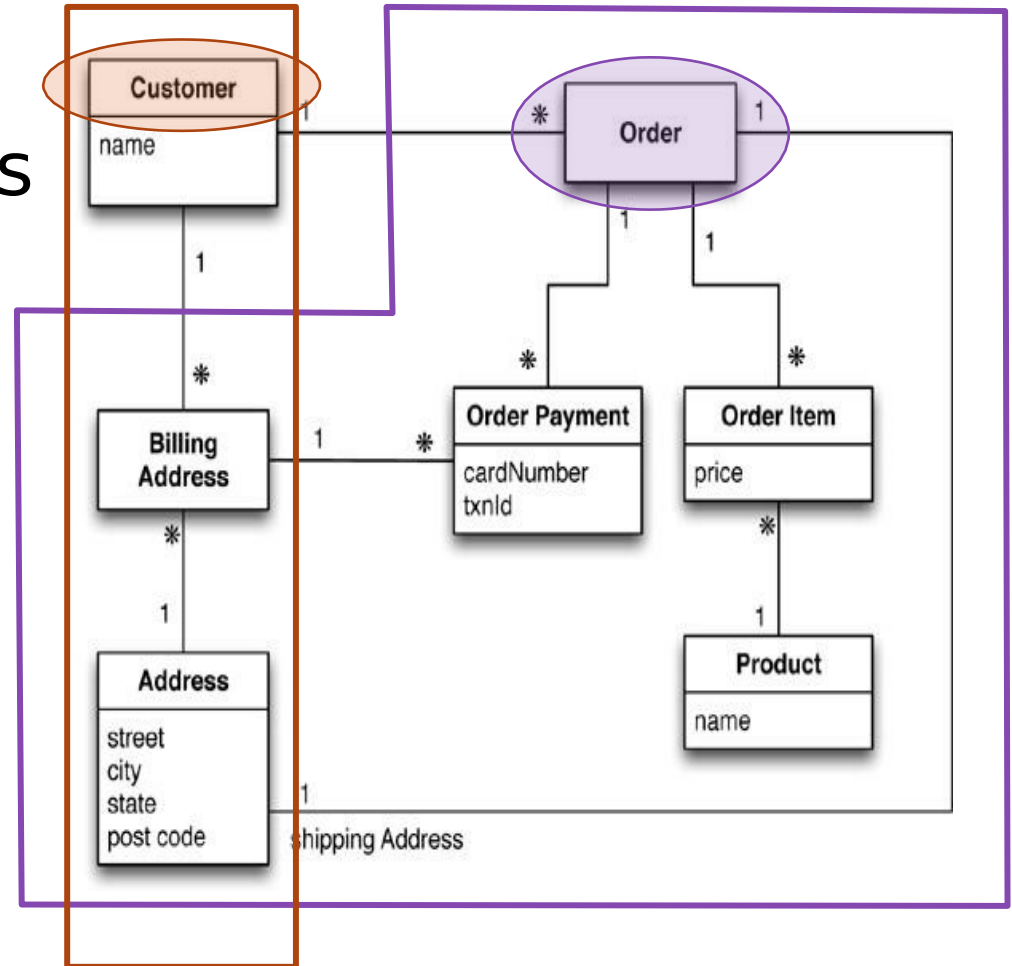 s
Customer
name
1
*
Order
1
1
1
1
*
*
*
Billing
Address
1
*
Order Payment
cardNumber
txnId
Order Item
price
*
*
1
1
Address
street
city
state
post code
Product
name
1
shipping Address